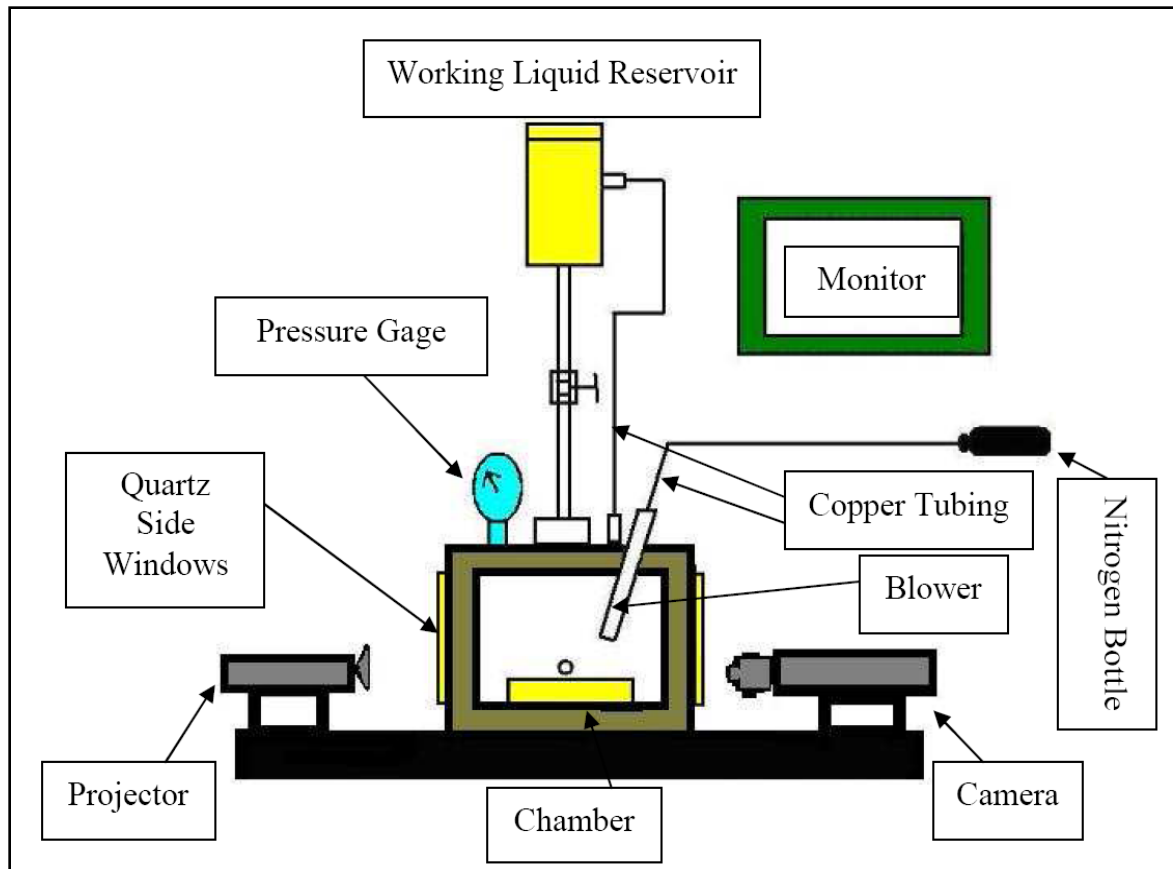 Working Liquid Reservoir
Monitor
Pressure Gage
Quartz
Side
Windows
Copper Tubing
Nitrogen Bottle
Blower
Projector
Chamber
Camera